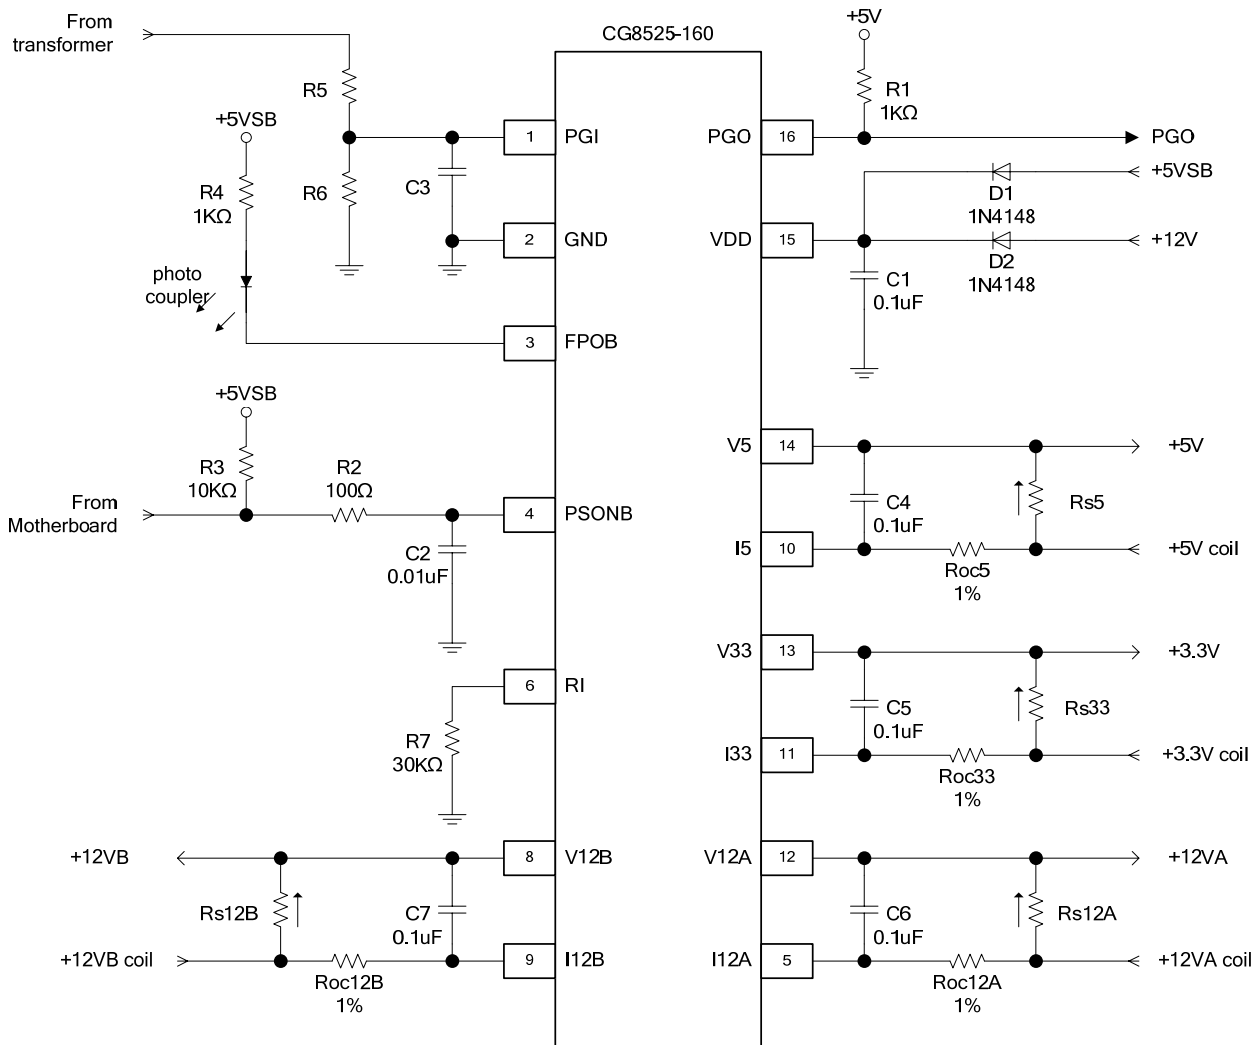 From
transformer
R5
R6
C3
+5VSB
R4
1KΩ
photo
coupler
+5VSB
R3
10KΩ
R2
100Ω
From
Motherboard
C2
0.01uF
R7
30KΩ
+12VB
Rs12B
C7
0.1uF
+12VB coil
Roc12B
1%
CG8525-160
1 PGI
2 GND
3 FPOB
4 PSONB
6 RI
8 V12B
9 I12B
PGO 16
VDD 15
V5 14
I5 10
V33 13
I33 11
V12A 12
I12A 5
+5V
R1
1KΩ
PGO
+5VSB
D1
1N4148
+12V
D2
1N4148
C1
0.1uF
+5V
C4
0.1uF
Rs5
+5V coil
Roc5
1%
+3.3V
C5
0.1uF
Rs33
+3.3V coil
Roc33
1%
+12VA
C6
0.1uF
Rs12A
+12VA coil
Roc12A
1%